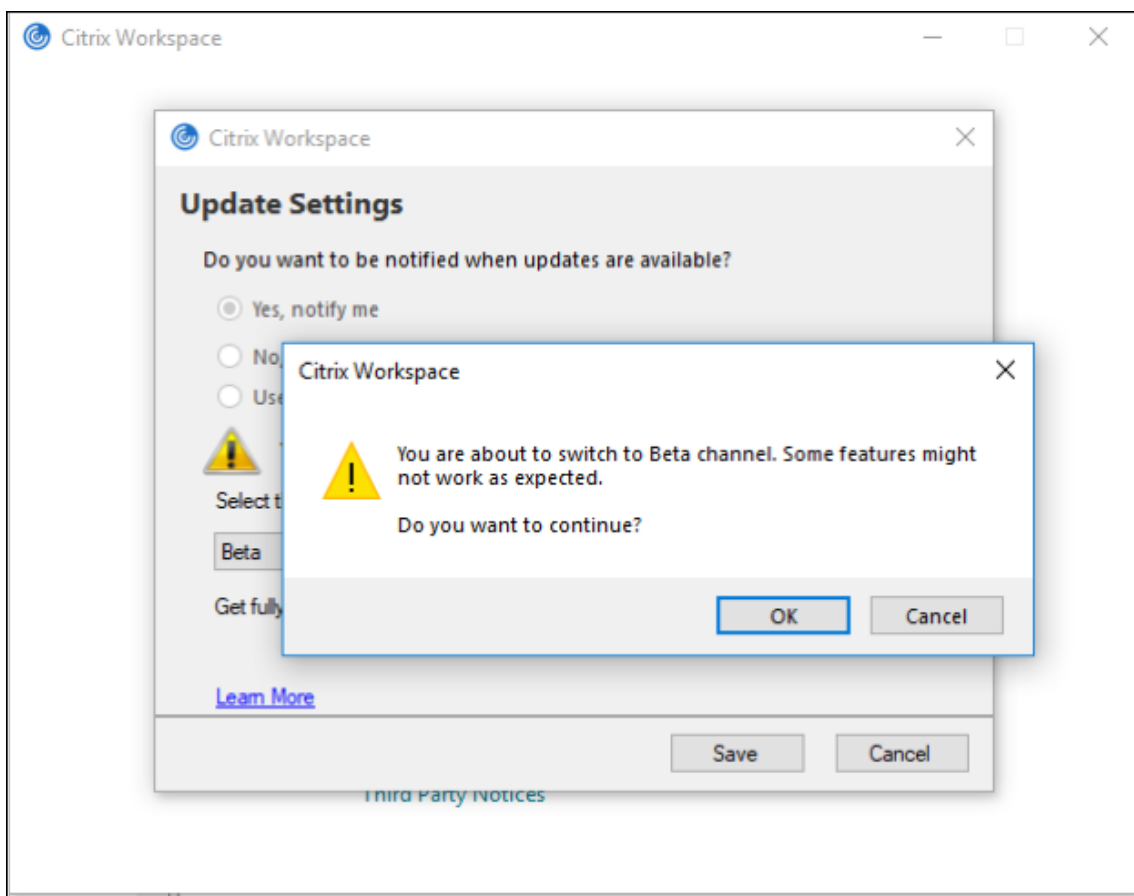 Citrix Workspace
Citrix Workspace
Update Settings
Do you want to be notified when updates are available?
Yes, notify me
No,
Citrix Workspace
You are about to switch to Beta channel. Some features might
not work as expected.
Do you want to continue?
OK Cancel
Select
Beta
Get fully
Learn More
Save Cancel
Third Party Notices